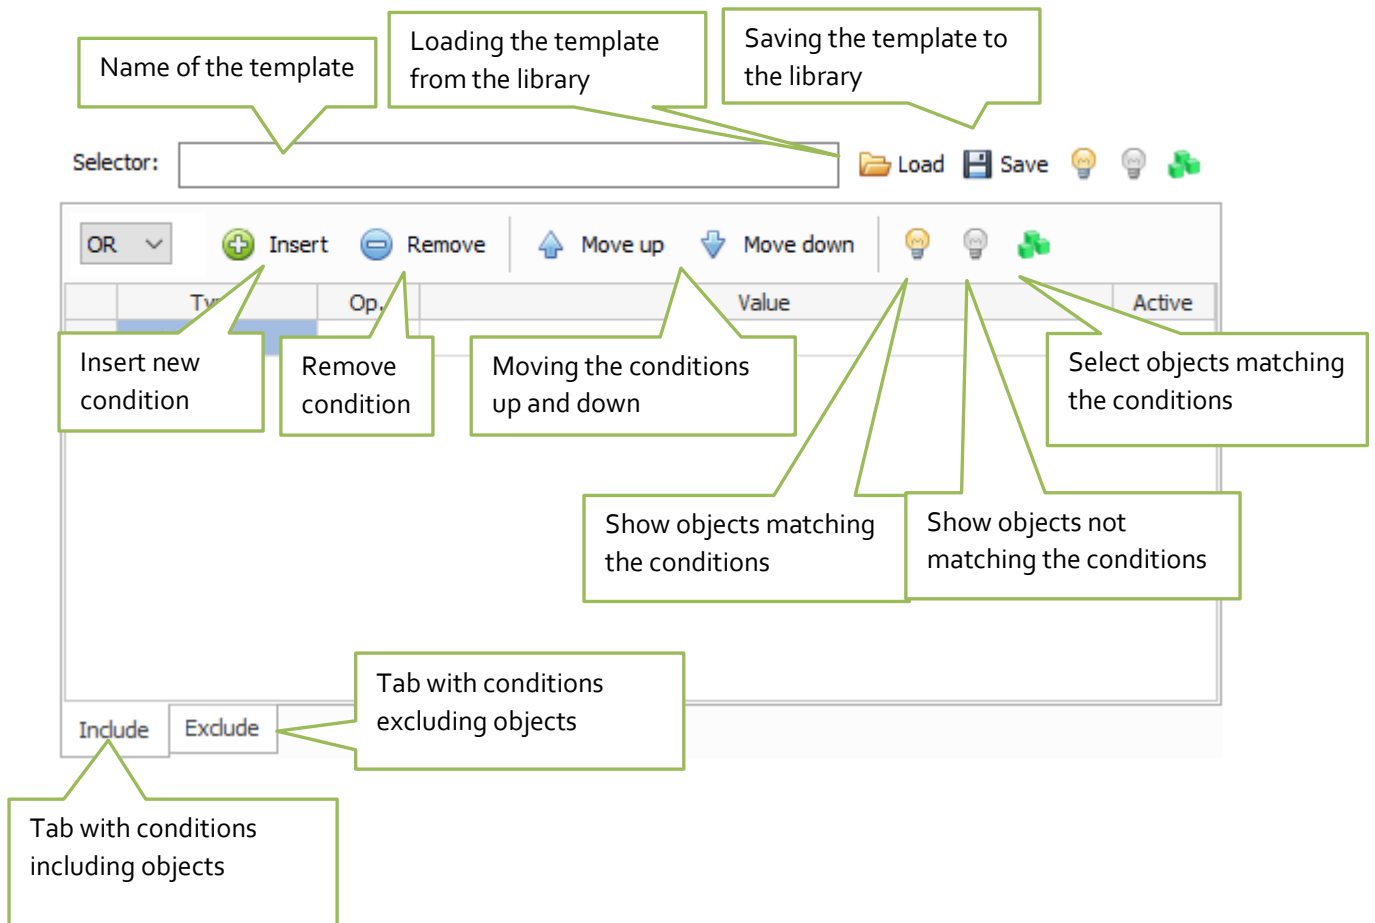 Name of the template
Loading the template
from the library
Saving the template to
the library
Selector:
Load
Save
OR
Insert
Remove
Move up
Move down
Op.
Value
Active
Insert new
condition
Remove
condition
Moving the conditions
up and down
Select objects matching
the conditions
Show objects matching
the conditions
Show objects not
matching the conditions
Tab with conditions
excluding objects
Include
Exclude
Tab with conditions
including objects